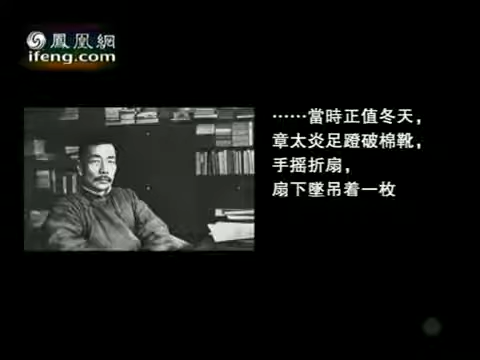 鳳凰網
ifeng.com
……當時正值冬天，
章太炎足蹬破棉靴，
手摇折扇，
扇下墜吊着一枚